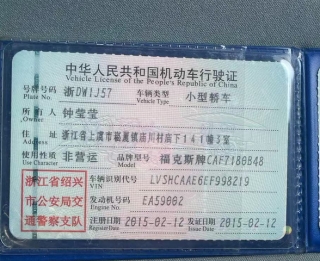 中华人民共和国机动车行驶证
Vehicle License of the People's Republic of China
号牌号码 浙DW1J57 车辆类型 小型轿车
Plate No. Vehicle Type
所有人 钟莹莹
Owner
住址 浙江省上虞市嘉夏镇庙川村庙下141幢3室
Address
使用性质 非营运 品牌型号 福克斯牌CAF7180B48
Use Character Model
浙江省绍兴市公安局交通警察支队
车辆识别代号 LVSHCAAE6EF998219
VIN
发动机号码 EA59002
Engine No.
注册日期 2015-02-12 发证日期 2015-02-12
Register Date Issue Date